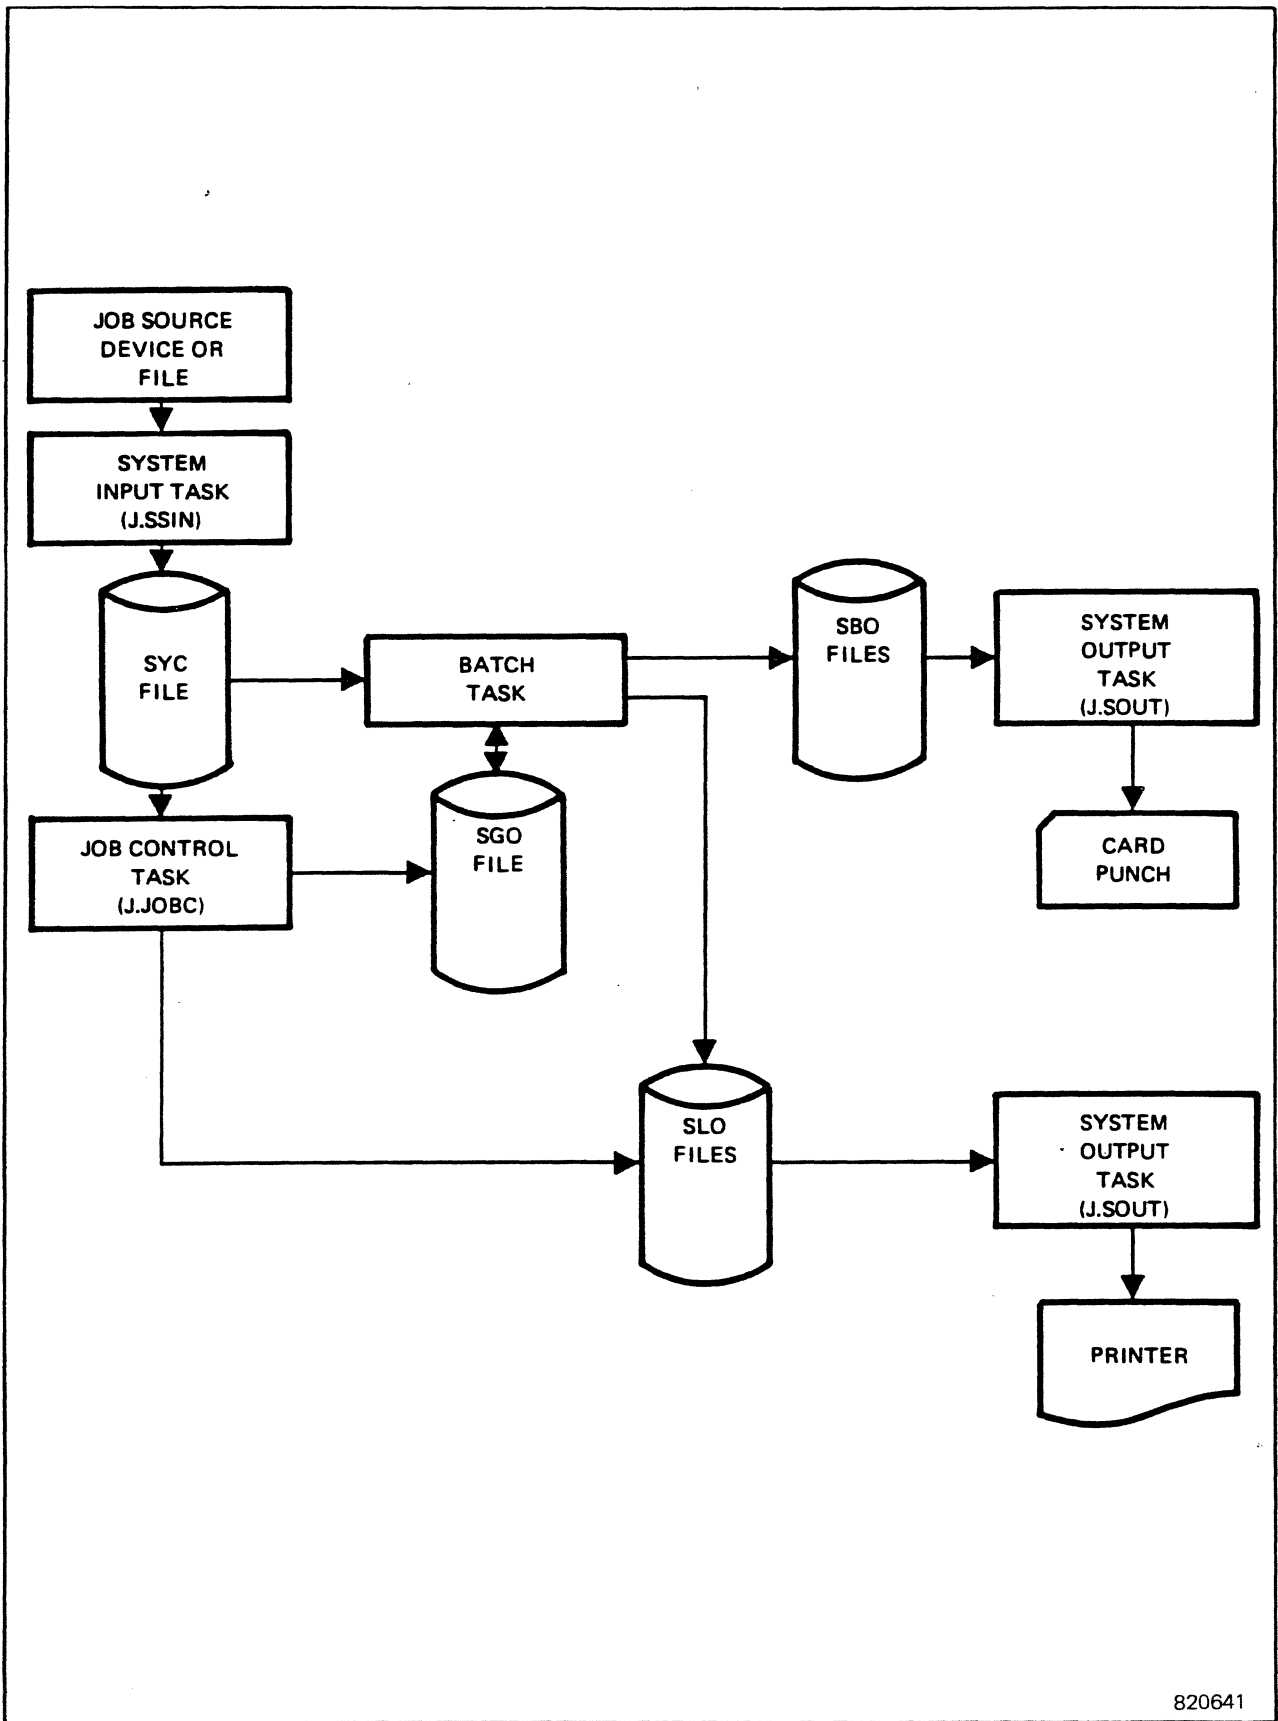 JOB SOURCE
DEVICE OR
FILE
SYSTEM
INPUT TASK
(J.SSIN)
SYC
FILE
BATCH
TASK
SBO
FILES
SYSTEM
OUTPUT
TASK
(J.SOUT)
JOB CONTROL
TASK
(J.JOBC)
SGO
FILE
CARD
PUNCH
SLO
FILES
SYSTEM
OUTPUT
TASK
(J.SOUT)
PRINTER
820641